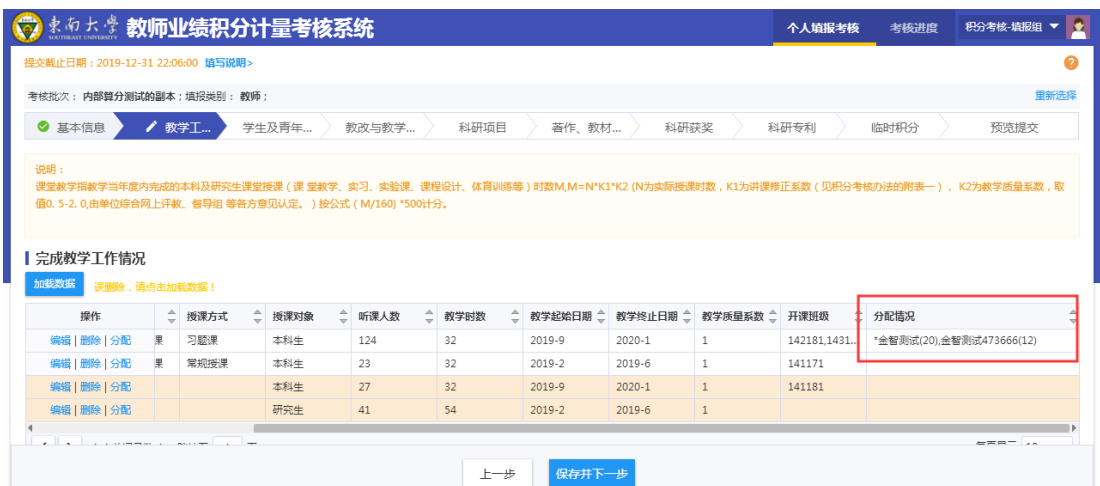 東南大學 教师业绩积分计量考核系统 个人填报考核 考核进度 积分考核-填报组
SOUTHEAST UNIVERSITY
提交截止日期：2019-12-31 22:06:00 填写说明>
考核批次： 内部算分测试的副本；填报类别： 教师； 重新选择
基本信息 教学工... 学生及青年... 教改与教学... 科研项目 著作、教材... 科研获奖 科研专利 临时积分 预览提交
说明：
课堂教学指教学当年度内完成的本科及研究生课堂授课（课 堂教学、实习、实验课、课程设计、体育训练等）时数M,M=N*K1*K2 (N为实际授课时数，K1为讲课修正系数（见积分考核办法的附表一）， K2为教学质量系数，取
值0. 5-2. 0,由单位综合网上评教、督导组 等各方意见认定。）按公式（M/160) *500计分。
完成教学工作情况
加载数据 误删除，请点击加载数据！
操作 授课方式 授课对象 听课人数 教学时数 教学起始日期 教学终止日期 教学质量系数 开课班级 分配情况
编辑 | 删除 | 分配 课 习题课 本科生 124 32 2019-9 2020-1 1 142181,1431... *金智测试(20),金智测试473666(12)
编辑 | 删除 | 分配 课 常规授课 本科生 23 32 2019-2 2019-6 1 141171
编辑 | 删除 | 分配 本科生 27 32 2019-9 2020-1 1 141181
编辑 | 删除 | 分配 研究生 41 54 2019-2 2019-6 1
上一步 保存并下一步